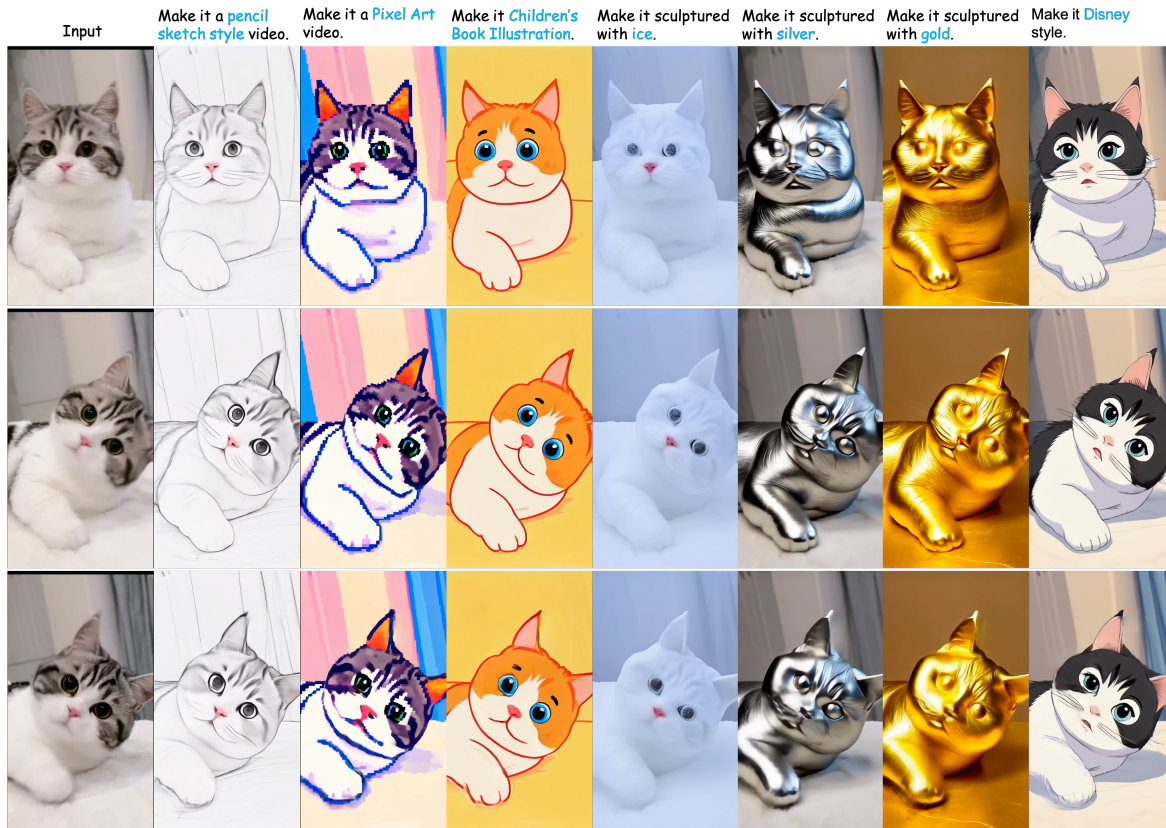 Input
Make it a pencil
sketch style video.
Make it a Pixel Art
video.
Make it Children's
Book Illustration.
Make it sculptured
with ice.
Make it sculptured
with silver.
Make it sculptured
with gold.
Make it Disney
style.